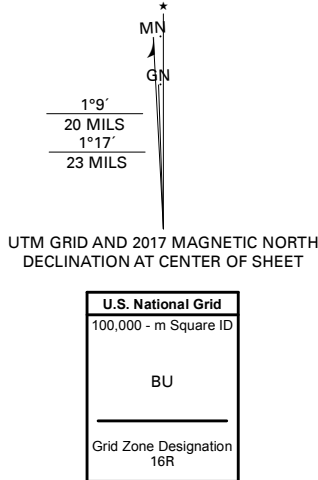 ★
MN
GN
1°9´
20 MILS
1°17´
23 MILS
UTM GRID AND 2017 MAGNETIC NORTH
DECLINATION AT CENTER OF SHEET
U.S. National Grid
100,000 - m Square ID
BU
Grid Zone Designation
16R